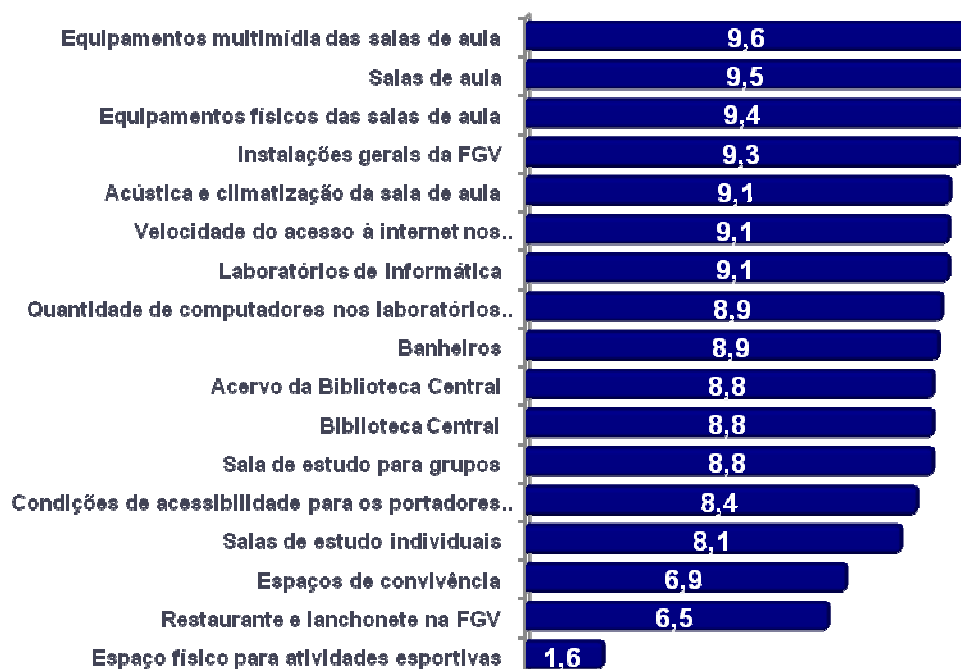 Equipamentos multimídia das salas de aula 9,6
Salas de aula 9,5
Equipamentos físicos das salas de aula 9,4
Instalações gerais da FGV 9,3
Acústica e climatização da sala de aula 9,1
Velocidade do acesso à internet nos.. 9,1
Laboratórios de Informática 9,1
Quantidade de computadores nos laboratórios.. 8,9
Banheiros 8,9
Acervo da Biblioteca Central 8,8
Biblioteca Central 8,8
Sala de estudo para grupos 8,8
Condições de acessibilidade para os portadores.. 8,4
Salas de estudo individuais 8,1
Espaços de convivência 6,9
Restaurante e lanchonete na FGV 6,5
Espaço físico para atividades esportivas 1,6